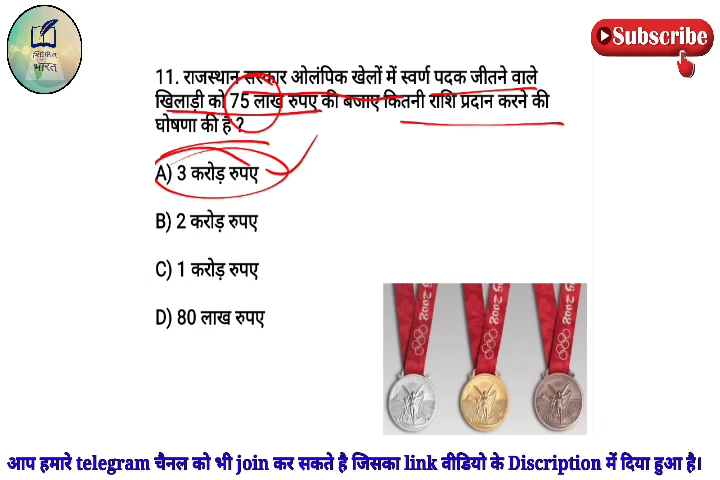 शिक्षित
भारत
Subscribe
11. राजस्थान सरकार ओलंपिक खेलों में स्वर्ण पदक जीतने वाले
खिलाड़ी को 75 लाख रुपए की बजाए कितनी राशि प्रदान करने की
घोषणा की है ?
A) 3 करोड़ रुपए
B) 2 करोड़ रुपए
C) 1 करोड़ रुपए
D) 80 लाख रुपए
आप हमारे telegram चैनल को भी join कर सकते है जिसका link वीडियो के Discription में दिया हुआ है।